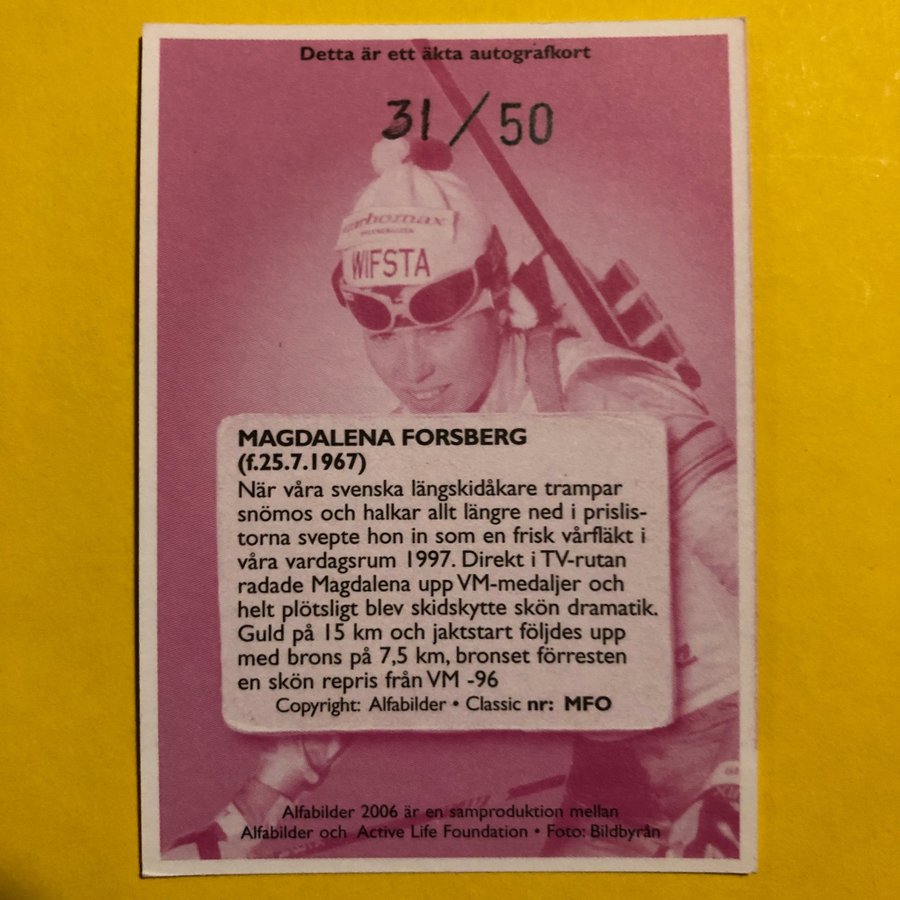 Detta är ett äkta autografkort
31/50
WIFSTA
MAGDALENA FORSBERG
(f.25.7.1967)
När våra svenska längskidåkare trampar
snömos och halkar allt längre ned i prislis-
torna svepte hon in som en frisk vårfläkt i
våra vardagsrum 1997. Direkt i TV-rutan
radade Magdalena upp VM-medaljer och
helt plötsligt blev skidskytte skön dramatik.
Guld på 15 km och jaktstart följdes upp
med brons på 7,5 km, bronset förresten
en skön repris från VM -96
Copyright: Alfabilder • Classic nr: MFO
Alfabilder 2006 är en samproduktion mellan
Alfabilder och Active Life Foundation • Foto: Bildbyrån